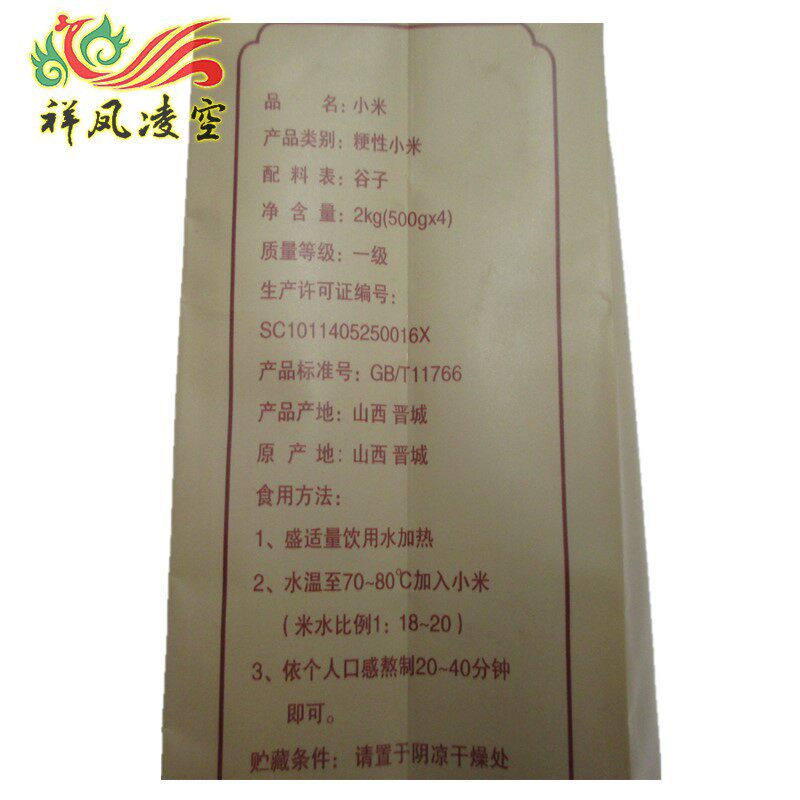 祥凤凌空
品 名：小米
产品类别：粳性小米
配 料 表：谷子
净 含 量：2kg(500gx4)
质量等级：一级
生产许可证编号：
SC1011405250016X
产品标准号：GB/T11766
产品产地：山西 晋城
原 产 地：山西 晋城
食用方法：
1、盛适量饮用水加热
2、水温至70~80℃加入小米
（米水比例1：18~20）
3、依个人口感熬制20~40分钟
即可。
贮藏条件：请置于阴凉干燥处